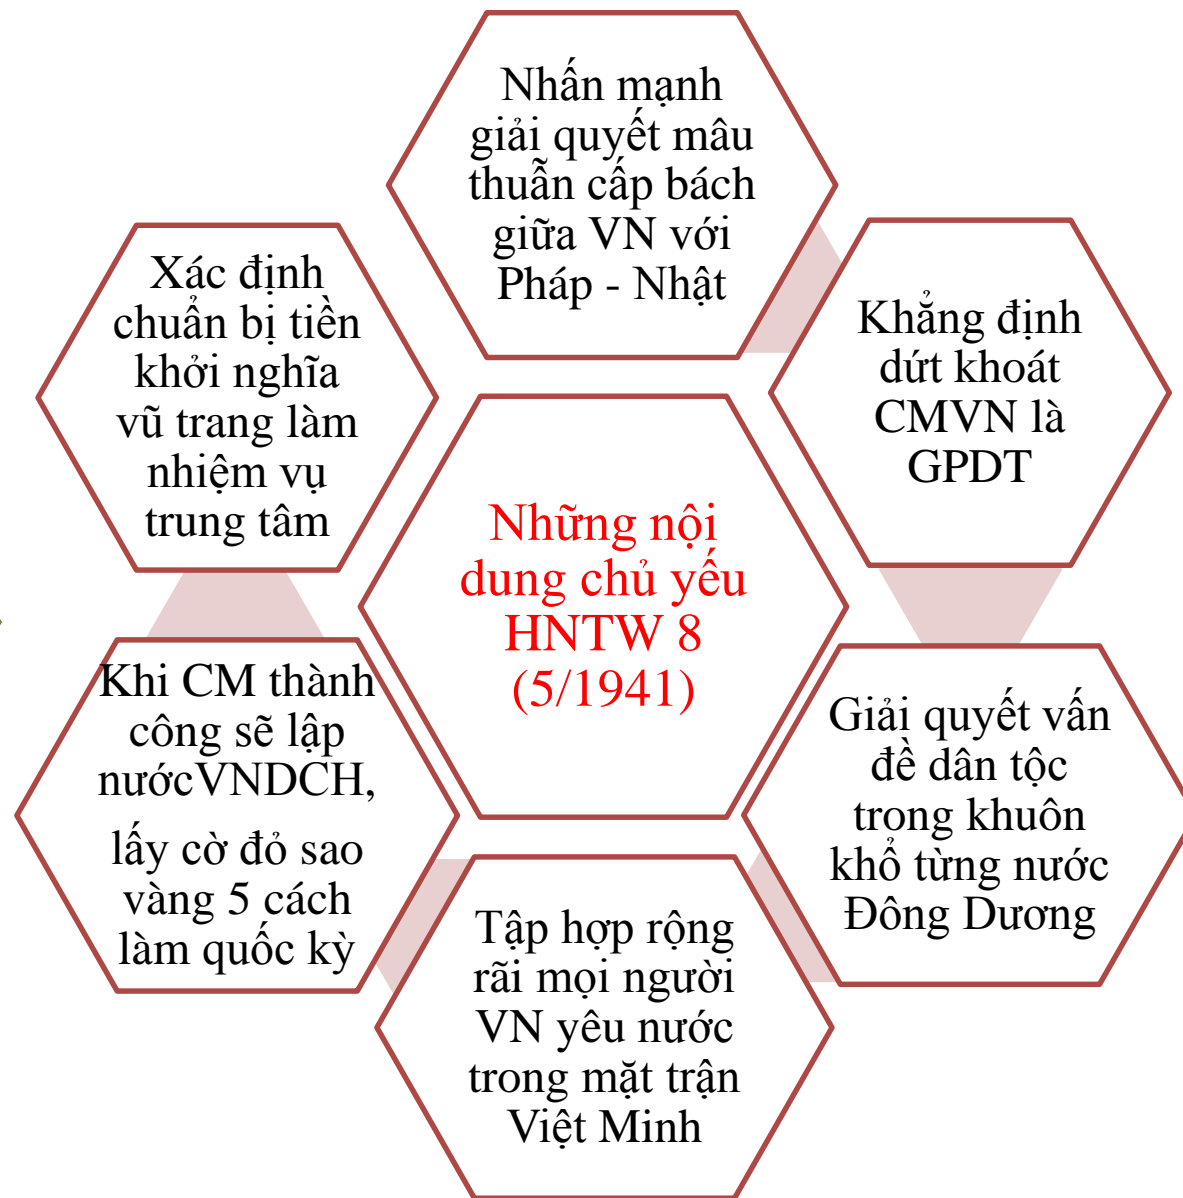 Nhấn mạnh
giải quyết mâu
thuẫn cấp bách
giữa VN với
Pháp - Nhật
Khẳng định
dứt khoát
CMVN là
GPDT
Giải quyết vấn
đề dân tộc
trong khuôn
khổ từng nước
Đông Dương
Tập hợp rộng
rãi mọi người
VN yêu nước
trong mặt trận
Việt Minh
Khi CM thành
công sẽ lập
nướcVNDCH,
lấy cờ đỏ sao
vàng 5 cách
làm quốc kỳ
Xác định
chuẩn bị tiền
khởi nghĩa
vũ trang làm
nhiệm vụ
trung tâm
Những nội
dung chủ yếu
HNTW 8
(5/1941)